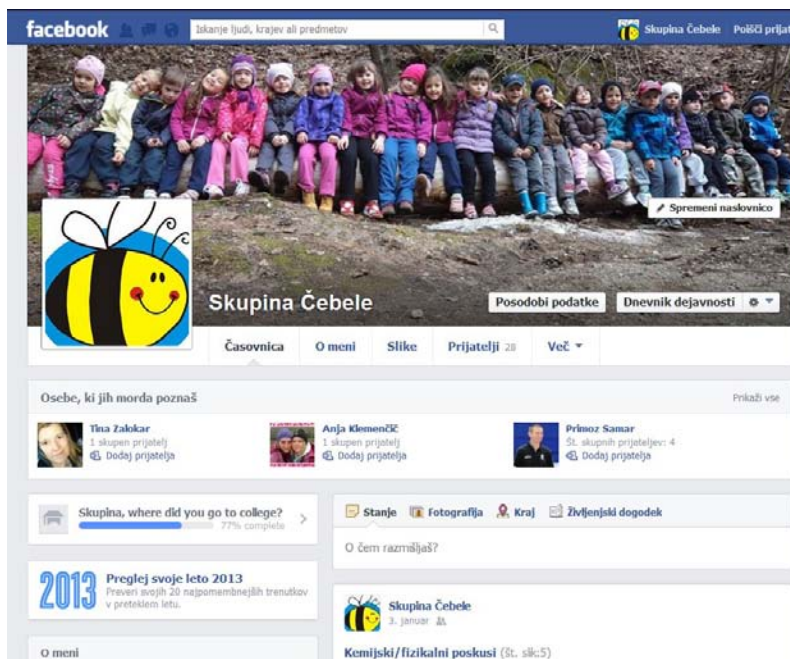 facebook
Iskanje ljudi, krajev ali predmetov
Skupina Čebele Poišči prijat
Spremeni naslovnico
Skupina Čebele
Posodobi podatke
Dnevnik dejavnosti
Časovnica O meni Slike Prijatelji 28 Več
Osebe, ki jih morda poznaš
Prikaži vse
Tina Zalokar
1 skupen prijatelj
Dodaj prijatelja
Anja Klemenčič
1 skupen prijatelj
Dodaj prijatelja
Primoz Samar
Št. skupnih prijateljev: 4
Dodaj prijatelja
Skupina, where did you go to college?
77% complete
2013
Preglej svoje leto 2013
Preveri svojih 20 najpomembnejših trenutkov
v preteklem letu.
O meni
Stanje Fotografija Kraj Življenjski dogodek
O čem razmišljaš?
Skupina Čebele
3. januar
Kemijski/fizikalni poskusi (št. slik:5)